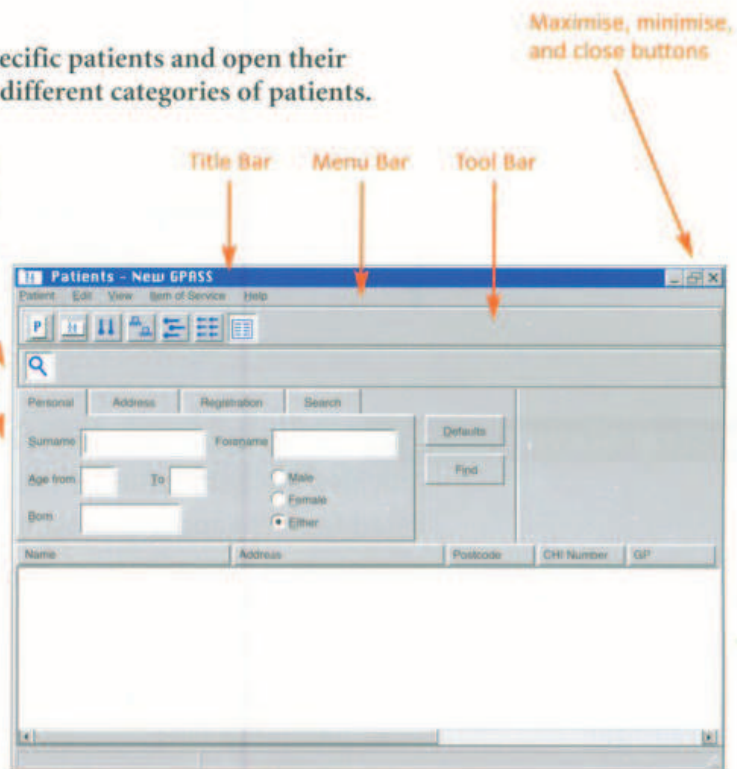 Maximise, minimise,
and close buttons
ecific patients and open their
different categories of patients.
Title Bar Menu Bar Tool Bar
Patients - New GPASS
Patient Edit View Item of Service Help
P
Personal Address Registration Search
Surname Forename Defaults
Age from To Male Find
Female
Born Either
Name Address Postcode CHI Number GP